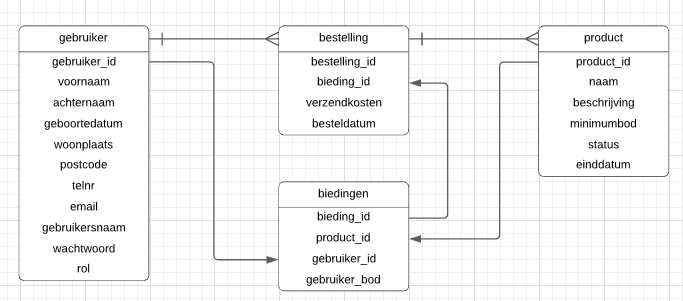 gebruiker
gebruiker_id
voornaam
achternaam
geboortedatum
woonplaats
postcode
telnr
email
gebruikersnaam
wachtwoord
rol
bestelling
bestelling_id
bieding_id
verzendkosten
besteldatum
biedingen
bieding_id
product_id
gebruiker_id
gebruiker_bod
product
product_id
naam
beschrijving
minimumbod
status
einddatum